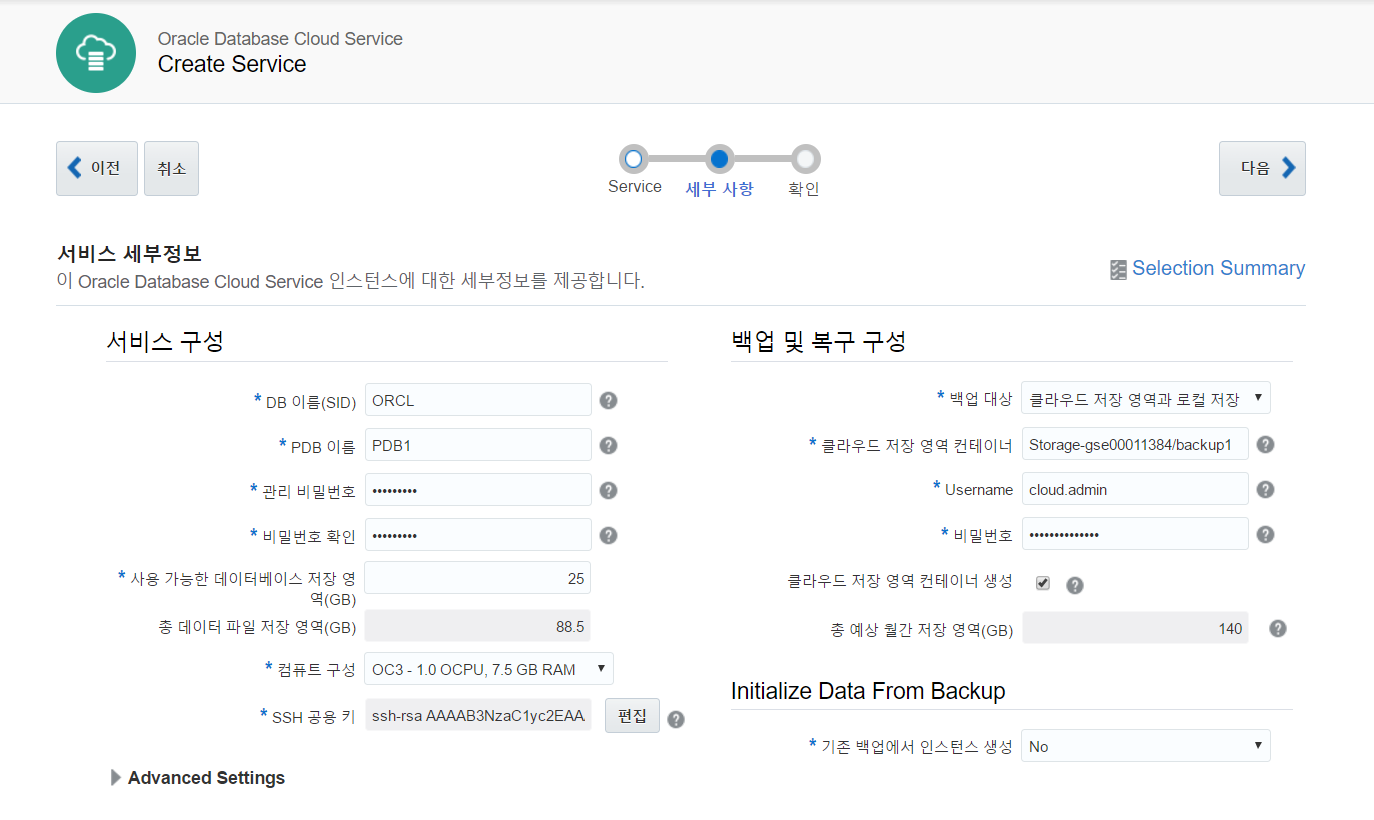 Oracle Database Cloud Service
Create Service
이전
취소
Service
세부 사항
확인
다음
서비스 세부정보
이 Oracle Database Cloud Service 인스턴스에 대한 세부정보를 제공합니다.
Selection Summary
서비스 구성
* DB 이름(SID) ORCL ?
* PDB 이름 PDB1 ?
* 관리 비밀번호 ••••••••• ?
* 비밀번호 확인 ••••••••• ?
* 사용 가능한 데이터베이스 저장 영
역(GB) 25
총 데이터 파일 저장 영역(GB) 88.5
* 컴퓨트 구성 OC3 - 1.0 OCPU, 7.5 GB RAM
* SSH 공용 키 ssh-rsa AAAAB3NzaC1yc2EAA 편집 ?
Advanced Settings
백업 및 복구 구성
* 백업 대상 클라우드 저장 영역과 로컬 저장
* 클라우드 저장 영역 컨테이너 Storage-gse00011384/backup1 ?
* Username cloud.admin ?
* 비밀번호 •••••••••••••• ?
클라우드 저장 영역 컨테이너 생성 ?
총 예상 월간 저장 영역(GB) 140 ?
Initialize Data From Backup
* 기존 백업에서 인스턴스 생성 No